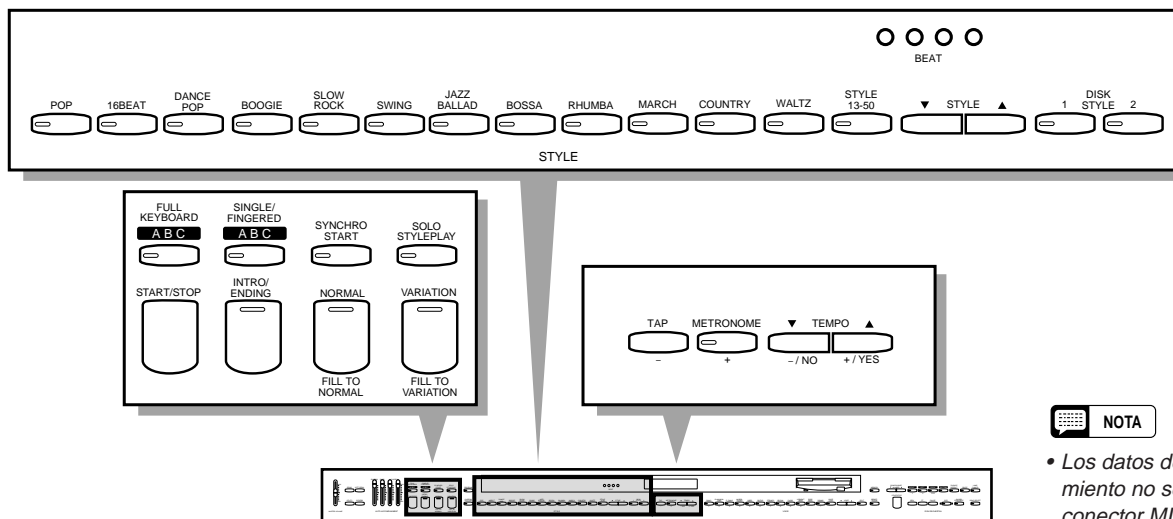 BEAT
POP 16BEAT DANCE POP BOOGIE SLOW ROCK SWING JAZZ BALLAD BOSSA RHUMBA MARCH COUNTRY WALTZ STYLE 13-50 ▼ STYLE ▲ 1 DISK STYLE 2
STYLE
FULL KEYBOARD SINGLE/ FINGERED SYNCHRO START SOLO STYLEPLAY
A B C A B C
START/STOP INTRO/ ENDING NORMAL VARIATION
FILL TO NORMAL FILL TO VARIATION
TAP METRONOME ▼ TEMPO ▲
– + – / NO + / YES
NOTA
• Los datos
miento no
conector